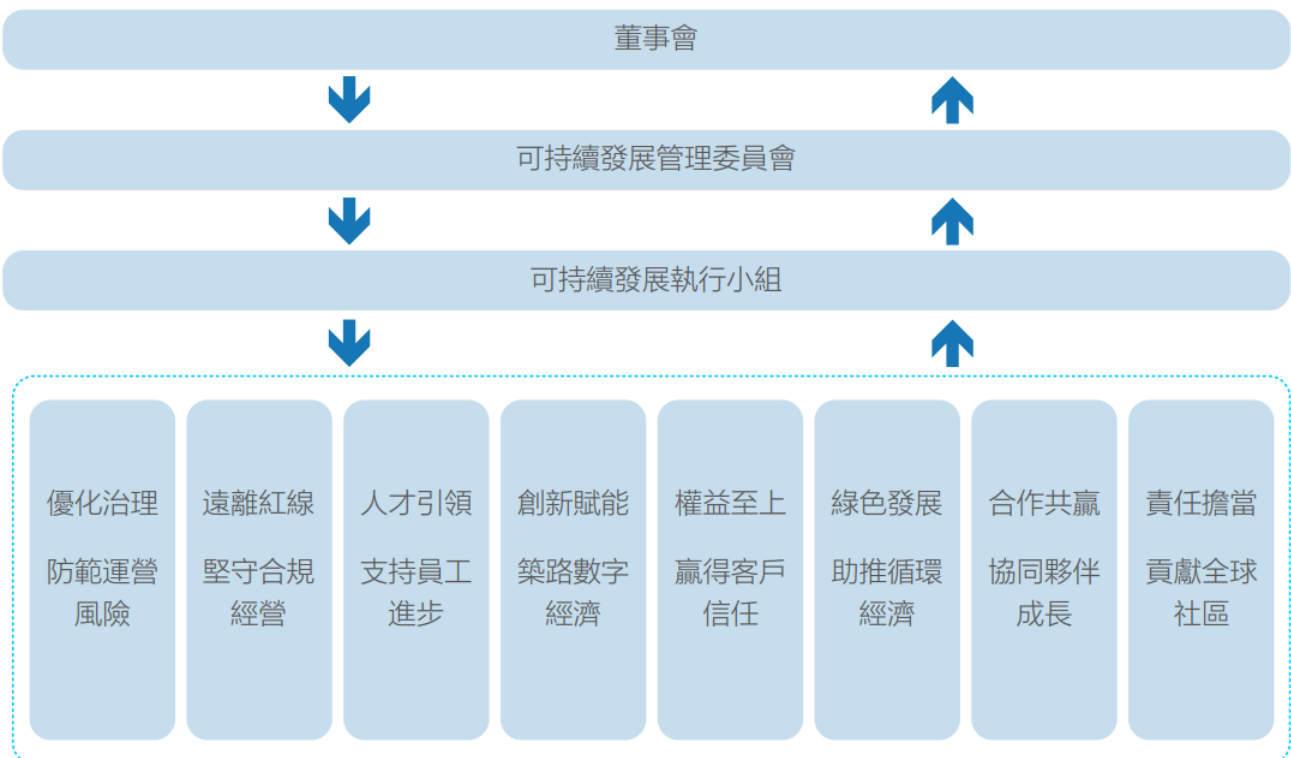 董事會
可持續發展管理委員會
可持續發展執行小組
優化治理
防範運營
風險
遠離紅線
堅守合規
經營
人才引領
支持員工
進步
創新賦能
築路數字
經濟
權益至上
贏得客戶
信任
綠色發展
助推循環
經濟
合作共贏
協同夥伴
成長
責任擔當
貢獻全球
社區